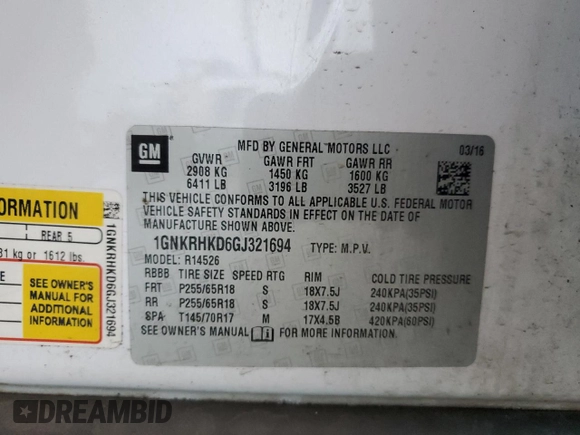 GM
MFD BY GENERAL MOTORS LLC
03/16
GVWR GAWR FRT GAWR RR
2908 KG 1450 KG 1600 KG
6411 LB 3196 LB 3527 LB
THIS VEHICLE CONFORMS TO ALL APPLICABLE U.S. FEDERAL MOTOR
VEHICLE SAFETY STANDARDS IN EFFECT ON THE DATE OF
MANUFACTURE SHOWN ABOVE.
1GNKRHKD6GJ321694 TYPE: M.P.V.
MODEL: R14526
RBBB TIRE SIZE SPEED RTG RIM COLD TIRE PRESSURE
FRT P255/65R18 S 18X7.5J 240KPA(35PSI)
RR P255/65R18 S 18X7.5J 240KPA(35PSI)
SPA T145/70R17 M 17X4.5B 420KPA(60PSI)
SEE OWNER'S MANUAL FOR MORE INFORMATION
ORMATION
REAR 5
31 kg or 1612 lbs.
SEE OWNER'S
MANUAL FOR
ADDITIONAL
INFORMATION
1GNKRHKD6GJ321694
DREAMBID